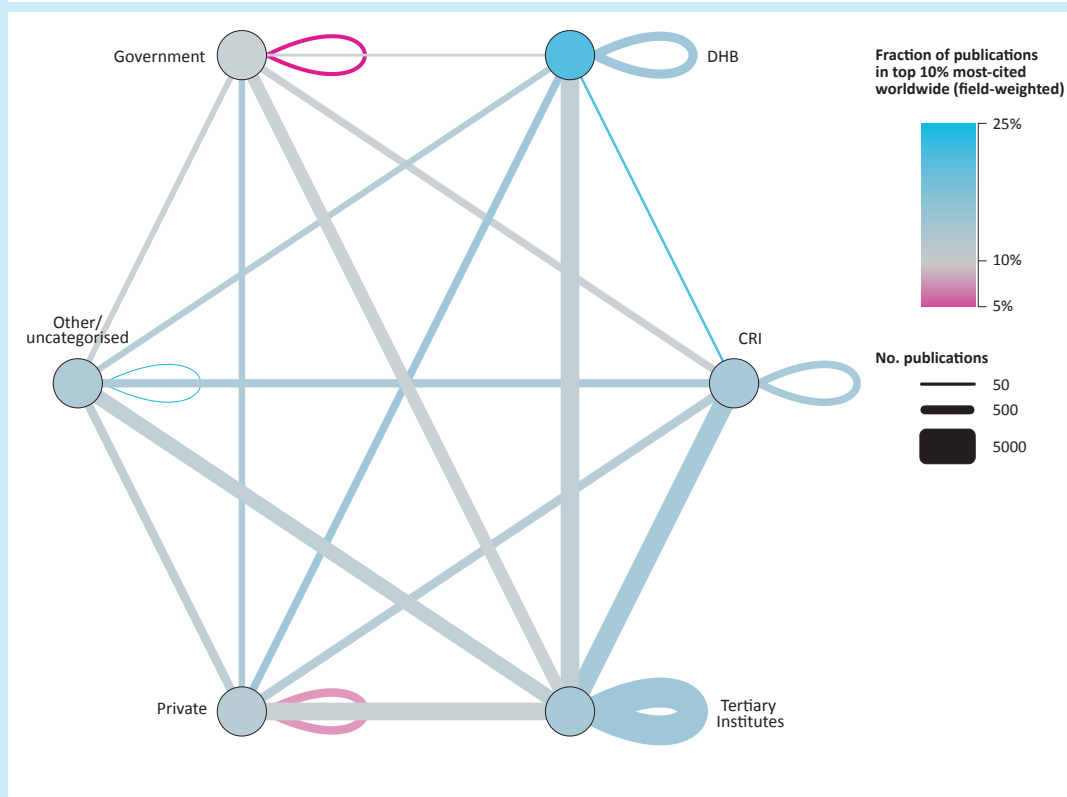 Government
DHB
Other/
uncategorised
CRI
Private
Tertiary
Institutes
Fraction of publications
in top 10% most-cited
worldwide (field-weighted)
25%
10%
5%
No. publications
50
500
5000